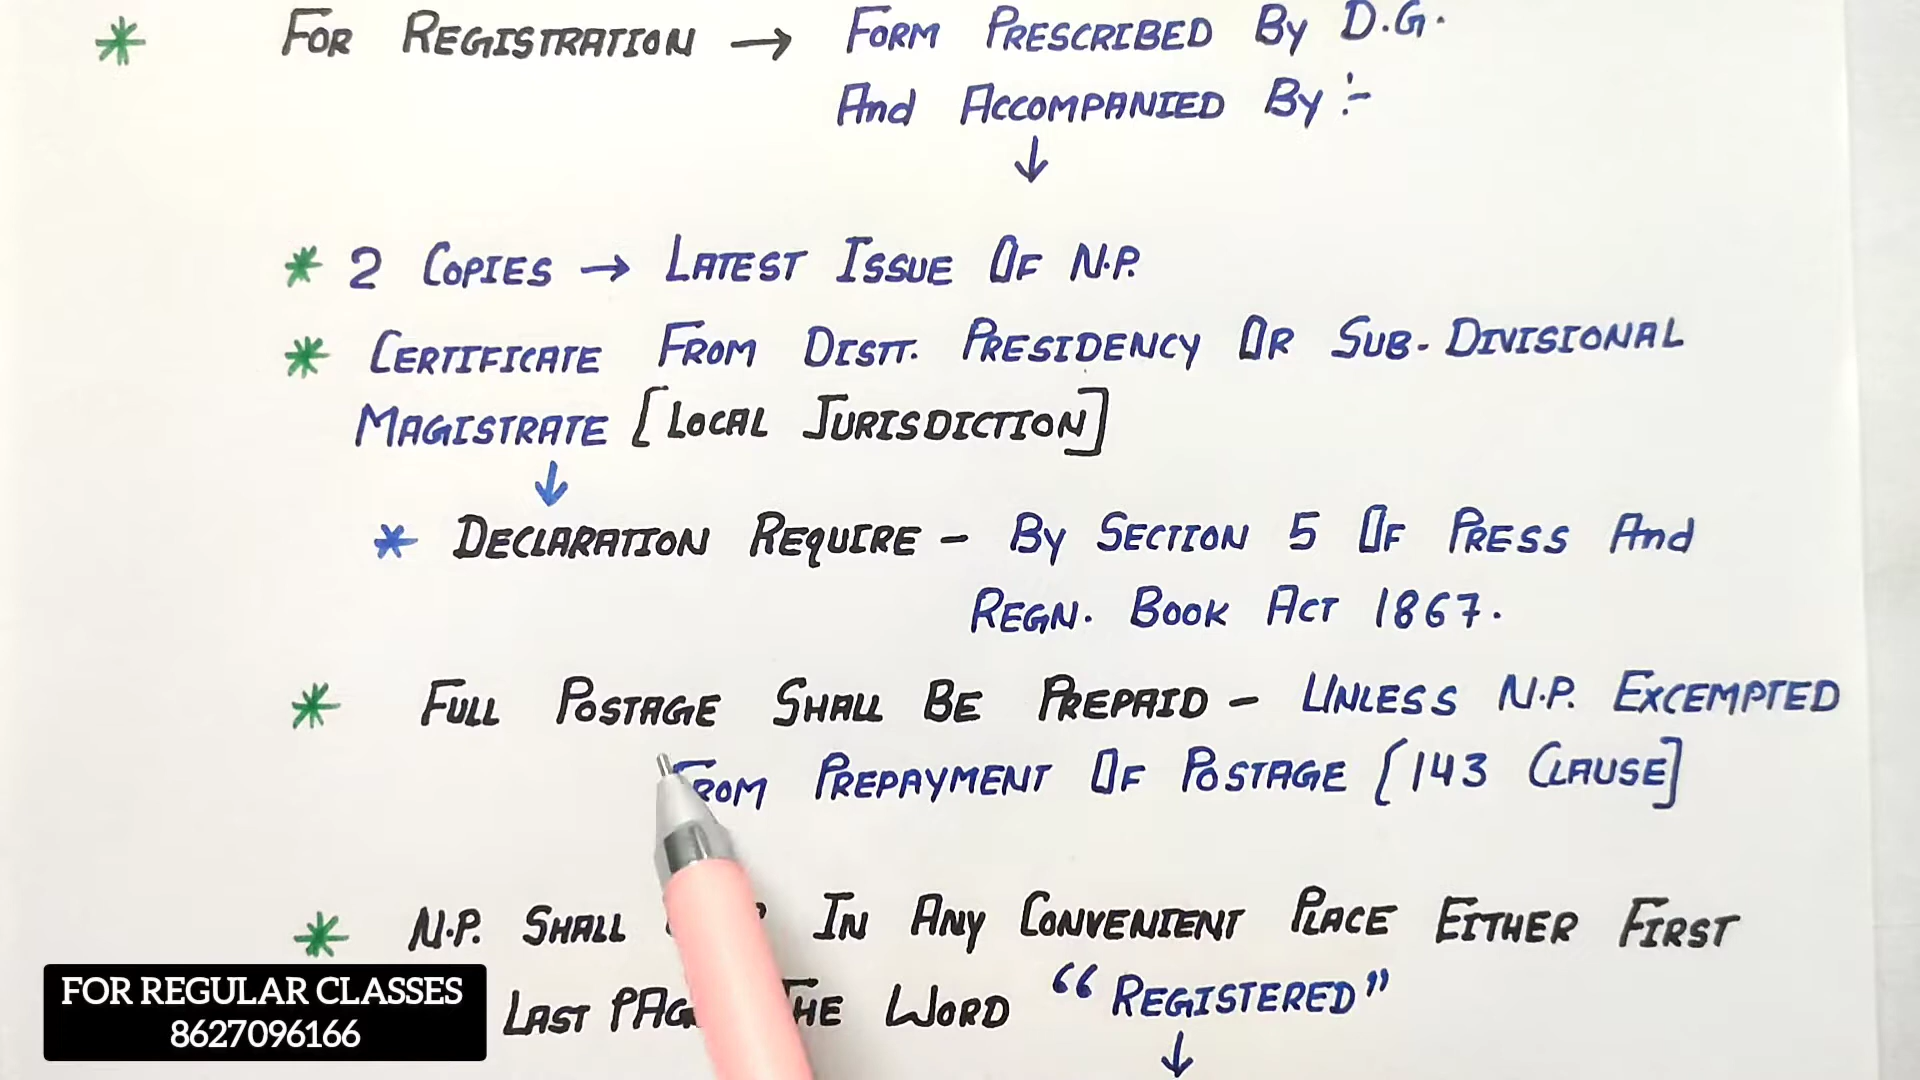 FOR REGISTRATION → FORM PRESCRIBED BY D.G.
And ACCOMPANIED BY :-
2 COPIES → LATEST ISSUE OF N.P.
CERTIFICATE FROM DISTT. PRESIDENCY OR SUB-DIVISIONAL
MAGISTRATE [LOCAL JURISDICTION]
DECLARATION REQUIRE - BY SECTION 5 OF PRESS And
REGN. BOOK ACT 1867.
FULL POSTAGE SHALL BE PREPAID - UNLESS N.P. EXCEMPTED
FROM PREPAYMENT OF POSTAGE [143 CLAUSE]
N.P. SHALL IN ANY CONVENIENT PLACE EITHER FIRST
LAST THE WORD "REGISTERED"
FOR REGULAR CLASSES
8627096166